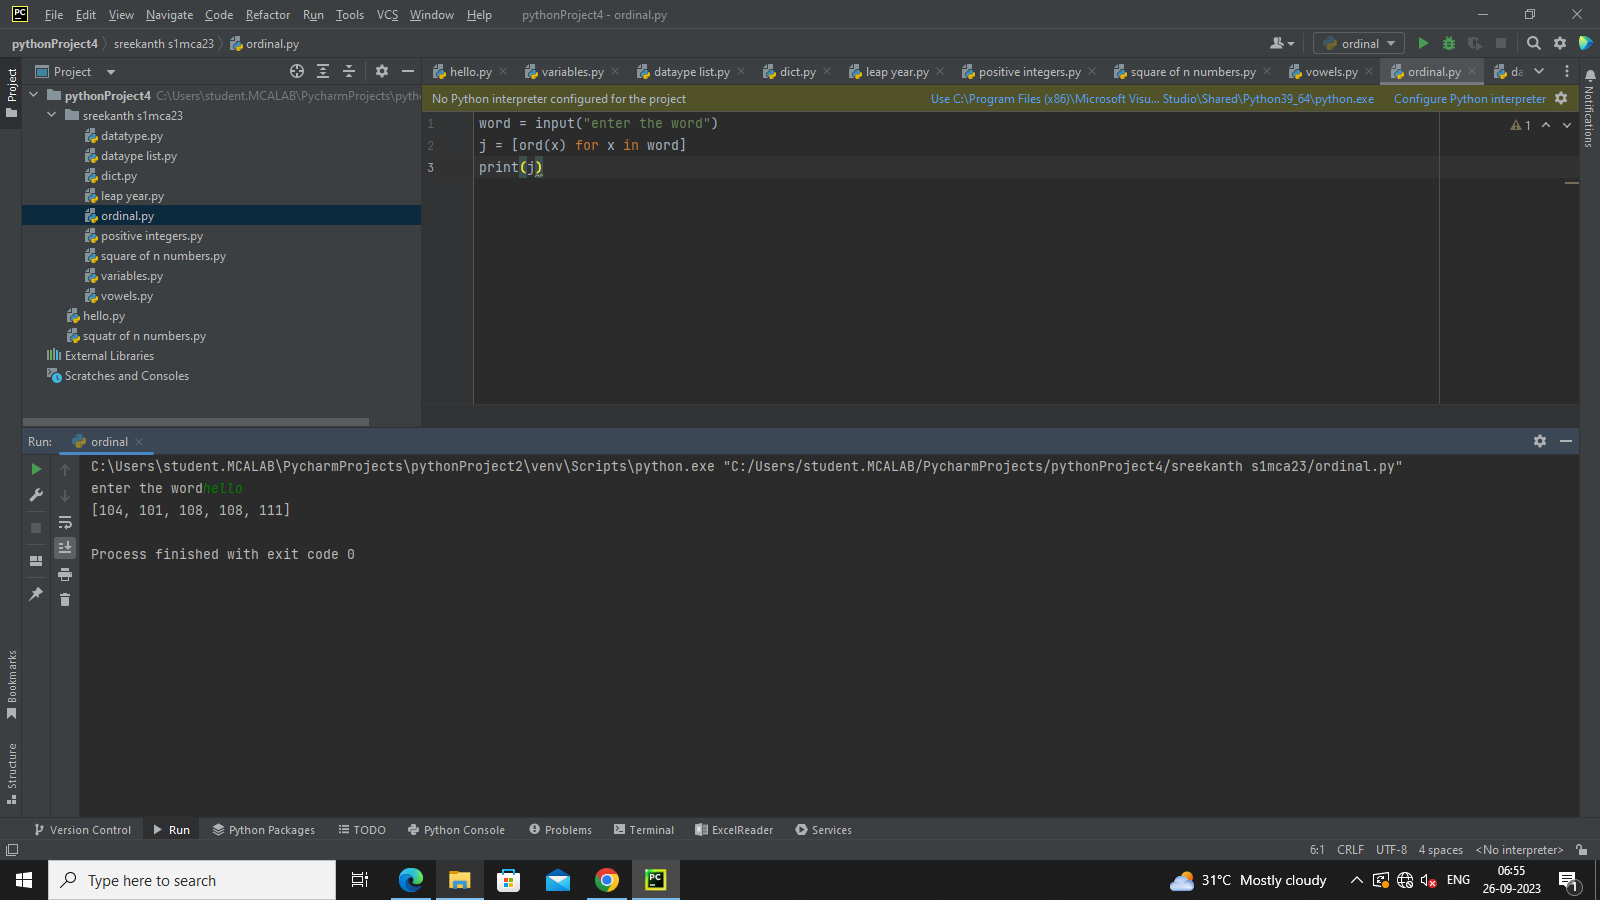 PC File Edit View Navigate Code Refactor Run Tools VCS Window Help pythonProject4 - ordinal.py
pythonProject4 sreekanth s1mca23 ordinal.py ordinal
Project hello.py variables.py dataype list.py dict.py leap year.py positive integers.py square of n numbers.py vowels.py ordinal.py da
Project
Notifications
pythonProject4 C:\Users\student.MCALAB\PycharmProjects\pyth
No Python interpreter configured for the project Use C:\Program Files (x86)\Microsoft Visu... Studio\Shared\Python39_64\python.exe Configure Python interpreter
sreekanth s1mca23
datatype.py
dataype list.py
dict.py
leap year.py
ordinal.py
positive integers.py
square of n numbers.py
variables.py
vowels.py
hello.py
squatr of n numbers.py
External Libraries
Scratches and Consoles
1 word = input("enter the word")
2 j = [ord(x) for x in word]
3 print(j)
1
Run: ordinal
C:\Users\student.MCALAB\PycharmProjects\pythonProject2\venv\Scripts\python.exe "C:/Users/student.MCALAB/PycharmProjects/pythonProject4/sreekanth s1mca23/ordinal.py"
enter the wordhello
[104, 101, 108, 108, 111]
Process finished with exit code 0
Bookmarks
Structure
Version Control Run Python Packages TODO Python Console Problems Terminal ExcelReader Services
6:1 CRLF UTF-8 4 spaces <No interpreter>
Type here to search PC 31°C Mostly cloudy ENG 06:55
26-09-2023 1